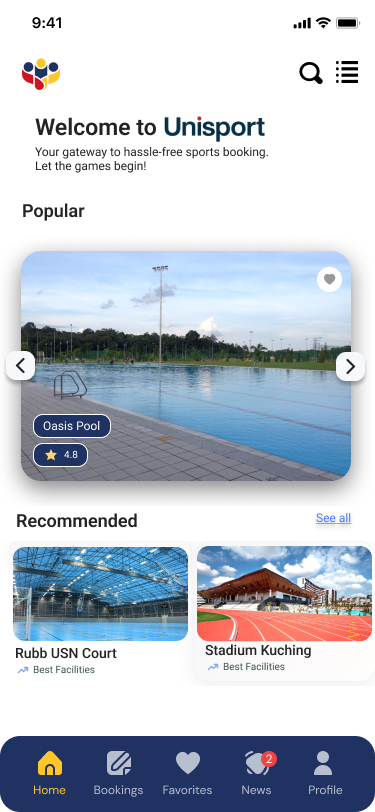 9:41
Welcome to Unisport
Your gateway to hassle-free sports booking.
Let the games begin!
Popular
Oasis Pool
4.8
Recommended
See all
Rubb USN Court
Best Facilities
Stadium Kuching
Best Facilities
Home
Bookings
Favorites
2
News
Profile